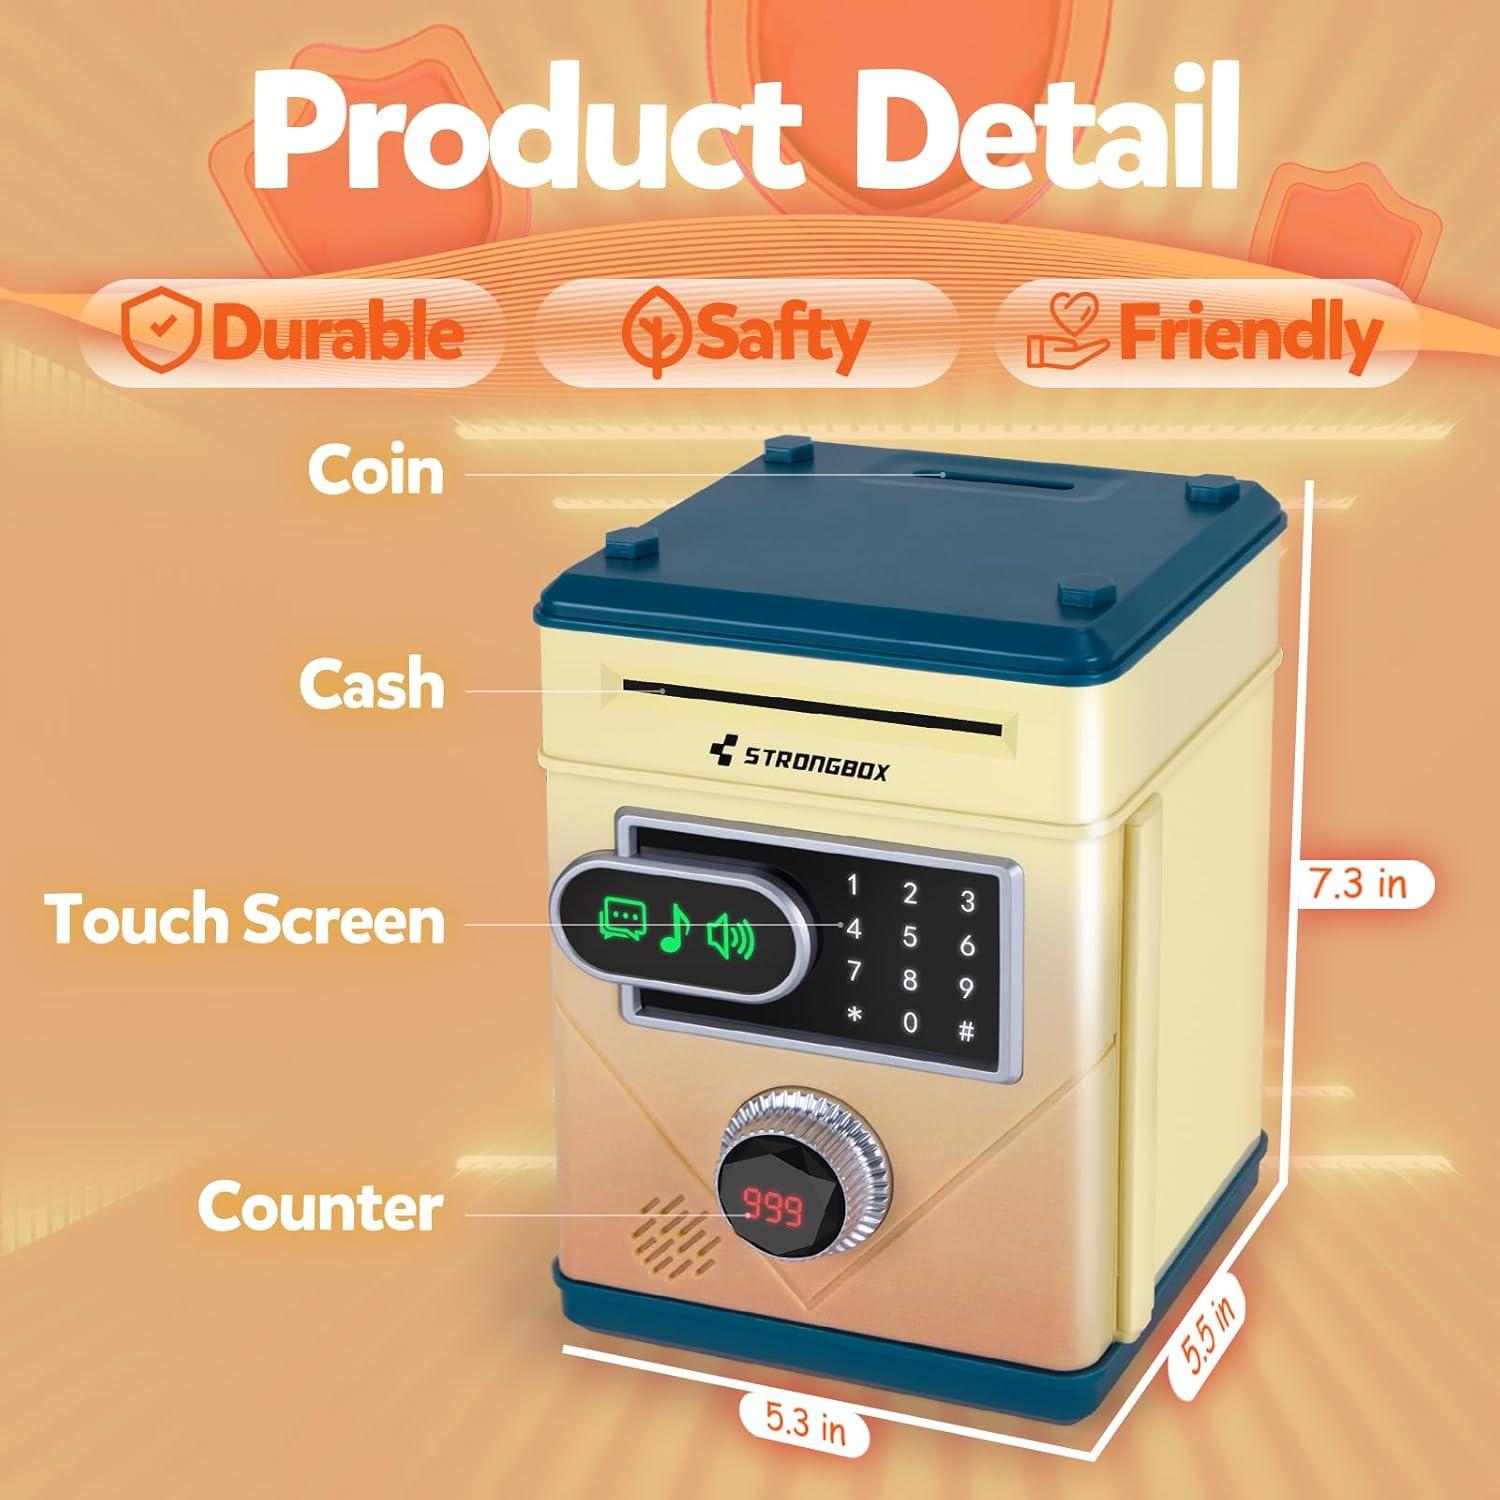 Product Detail
Durable
Safty
Friendly
Coin
Cash
STRONGBOX
Touch Screen
1 2 3
4 5 6
7 8 9
* 0 #
7.3 in
Counter
999
5.5 in
5.3 in